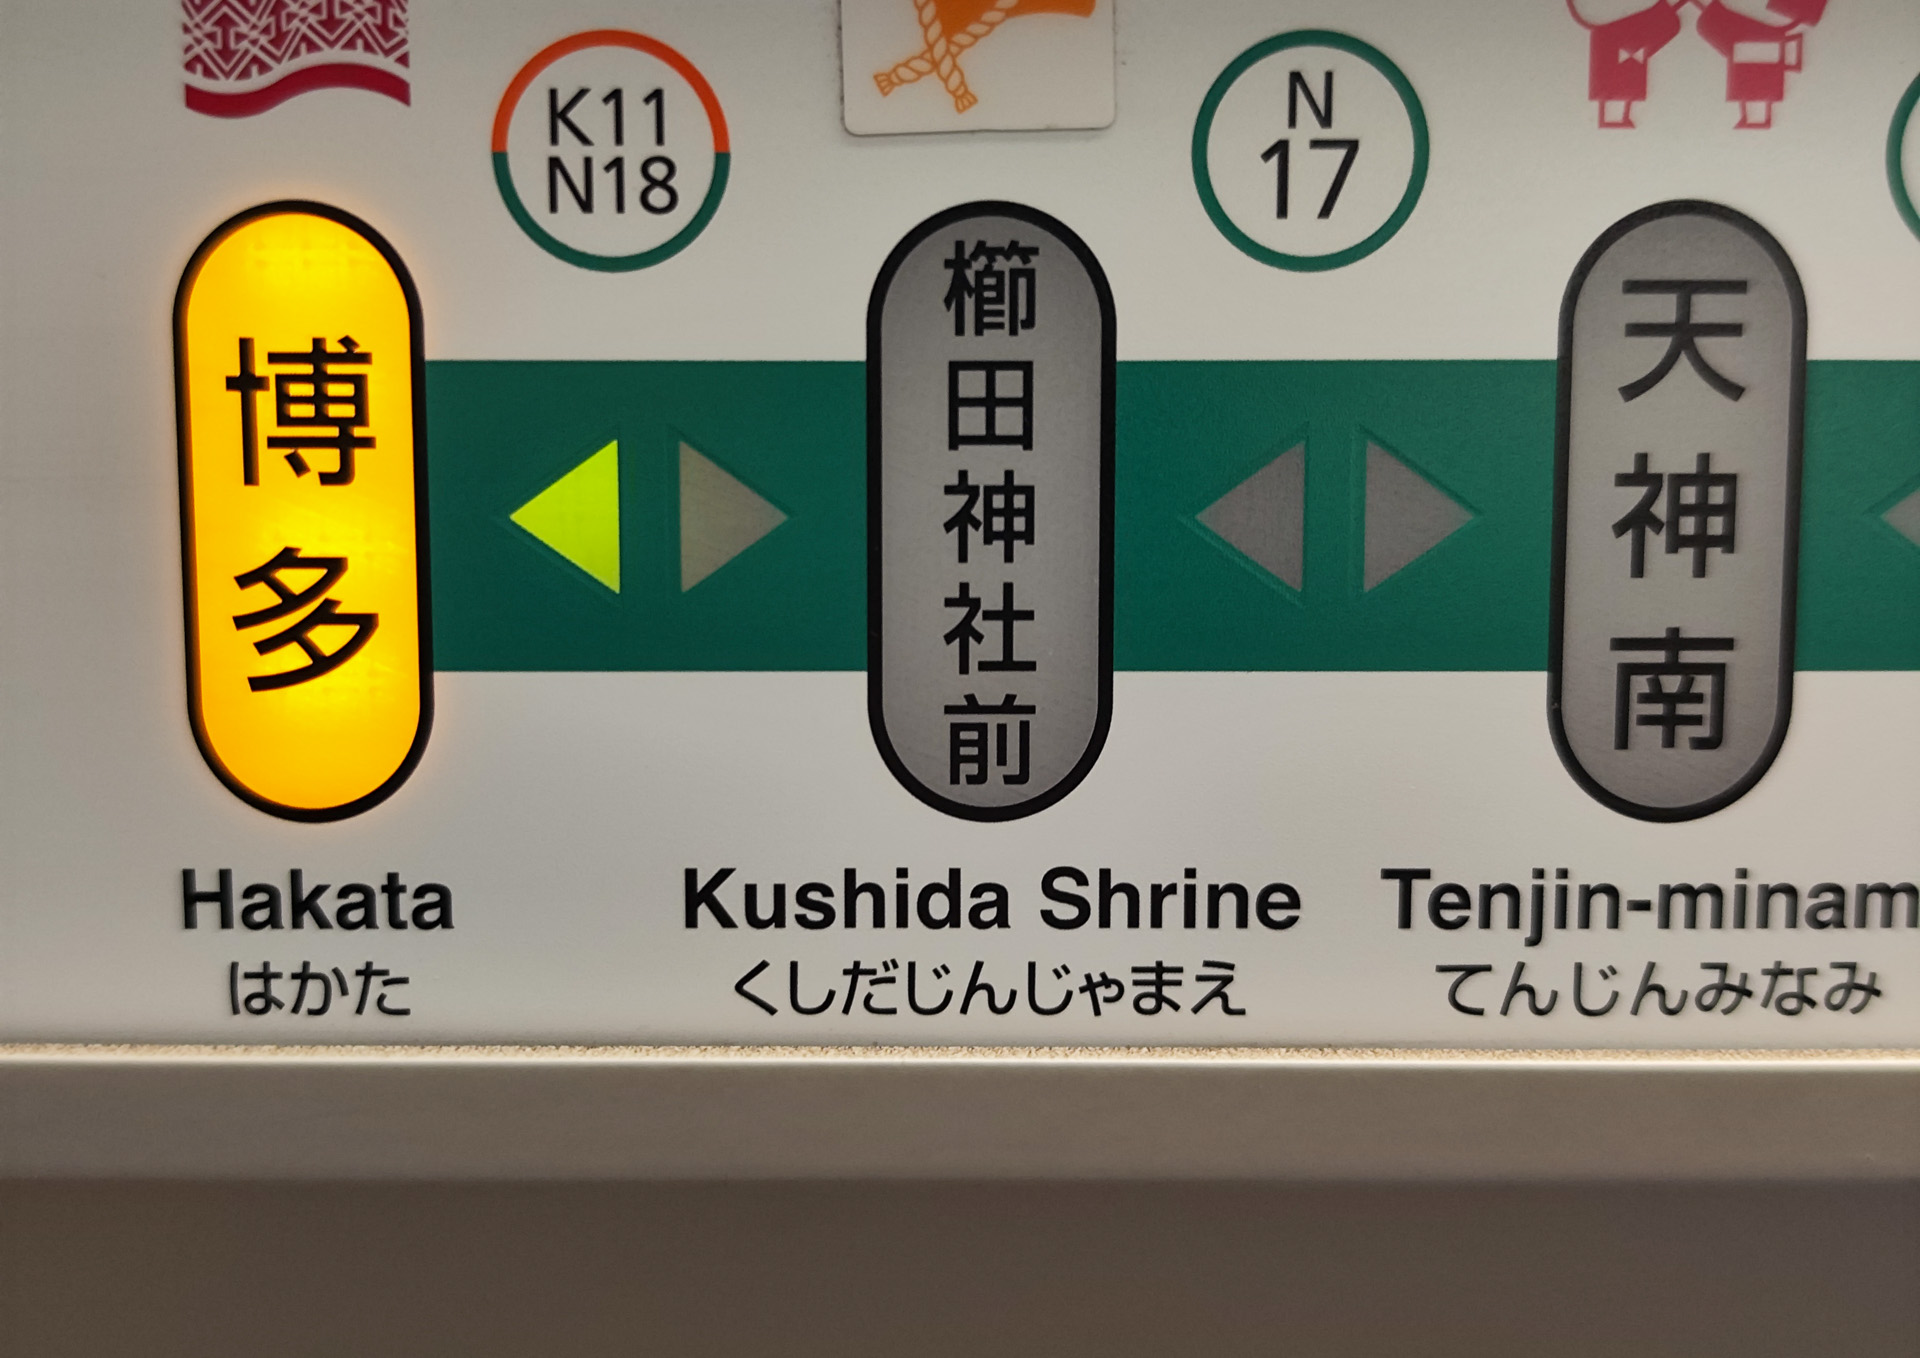 K11
N18
N
17
博多
櫛田神社前
天神南
Hakata
はかた
Kushida Shrine
くしだじんじゃまえ
Tenjin-minam
てんじんみなみ